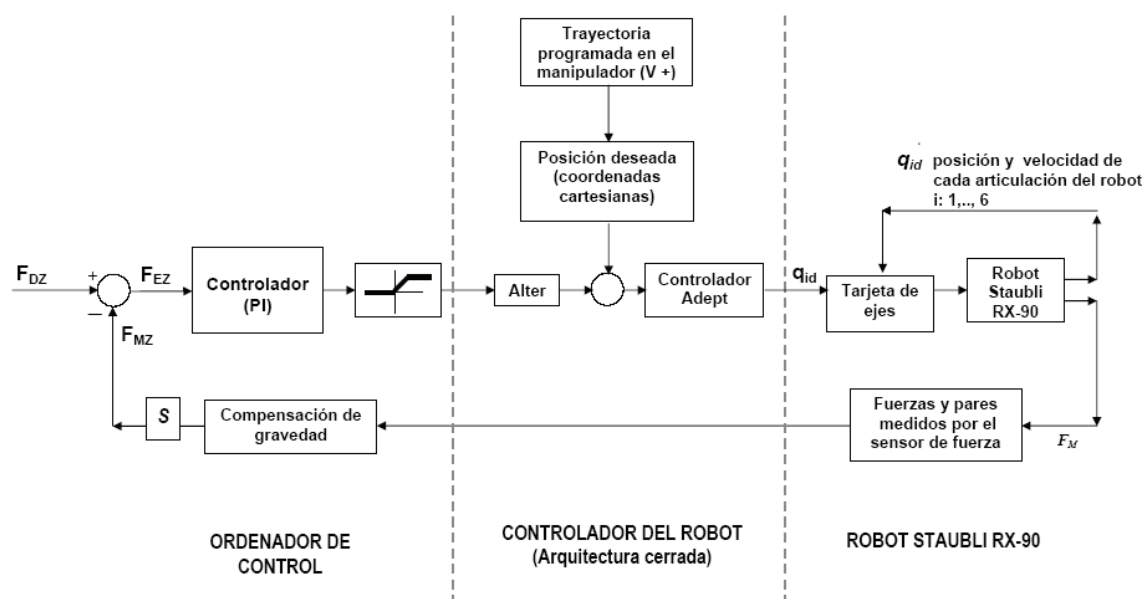 Trayectoria
programada en el
manipulador (V +)
Posición deseada
(coordenadas
cartesianas)
q_id posición y velocidad de
cada articulación del robot
i: 1,.., 6
F_DZ
+
−
F_EZ
F_MZ
Controlador
(PI)
Alter
Controlador
Adept
q_id
Tarjeta de
ejes
Robot
Staubli
RX-90
S
Compensación de
gravedad
Fuerzas y pares
medidos por el
sensor de fuerza
F_M
ORDENADOR DE
CONTROL
CONTROLADOR DEL ROBOT
(Arquitectura cerrada)
ROBOT STAUBLI RX-90